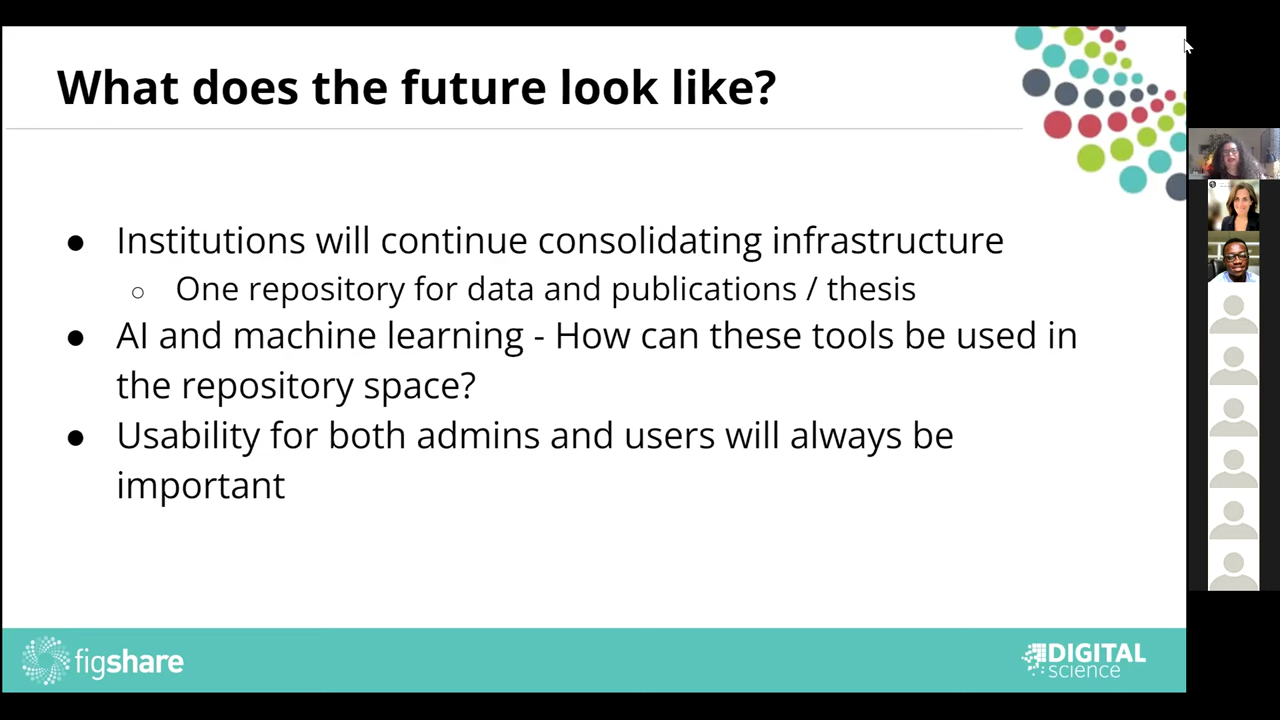 What does the future look like?
● Institutions will continue consolidating infrastructure
○ One repository for data and publications / thesis
● AI and machine learning - How can these tools be used in
the repository space?
● Usability for both admins and users will always be
important
figshare
DIGITAL
science